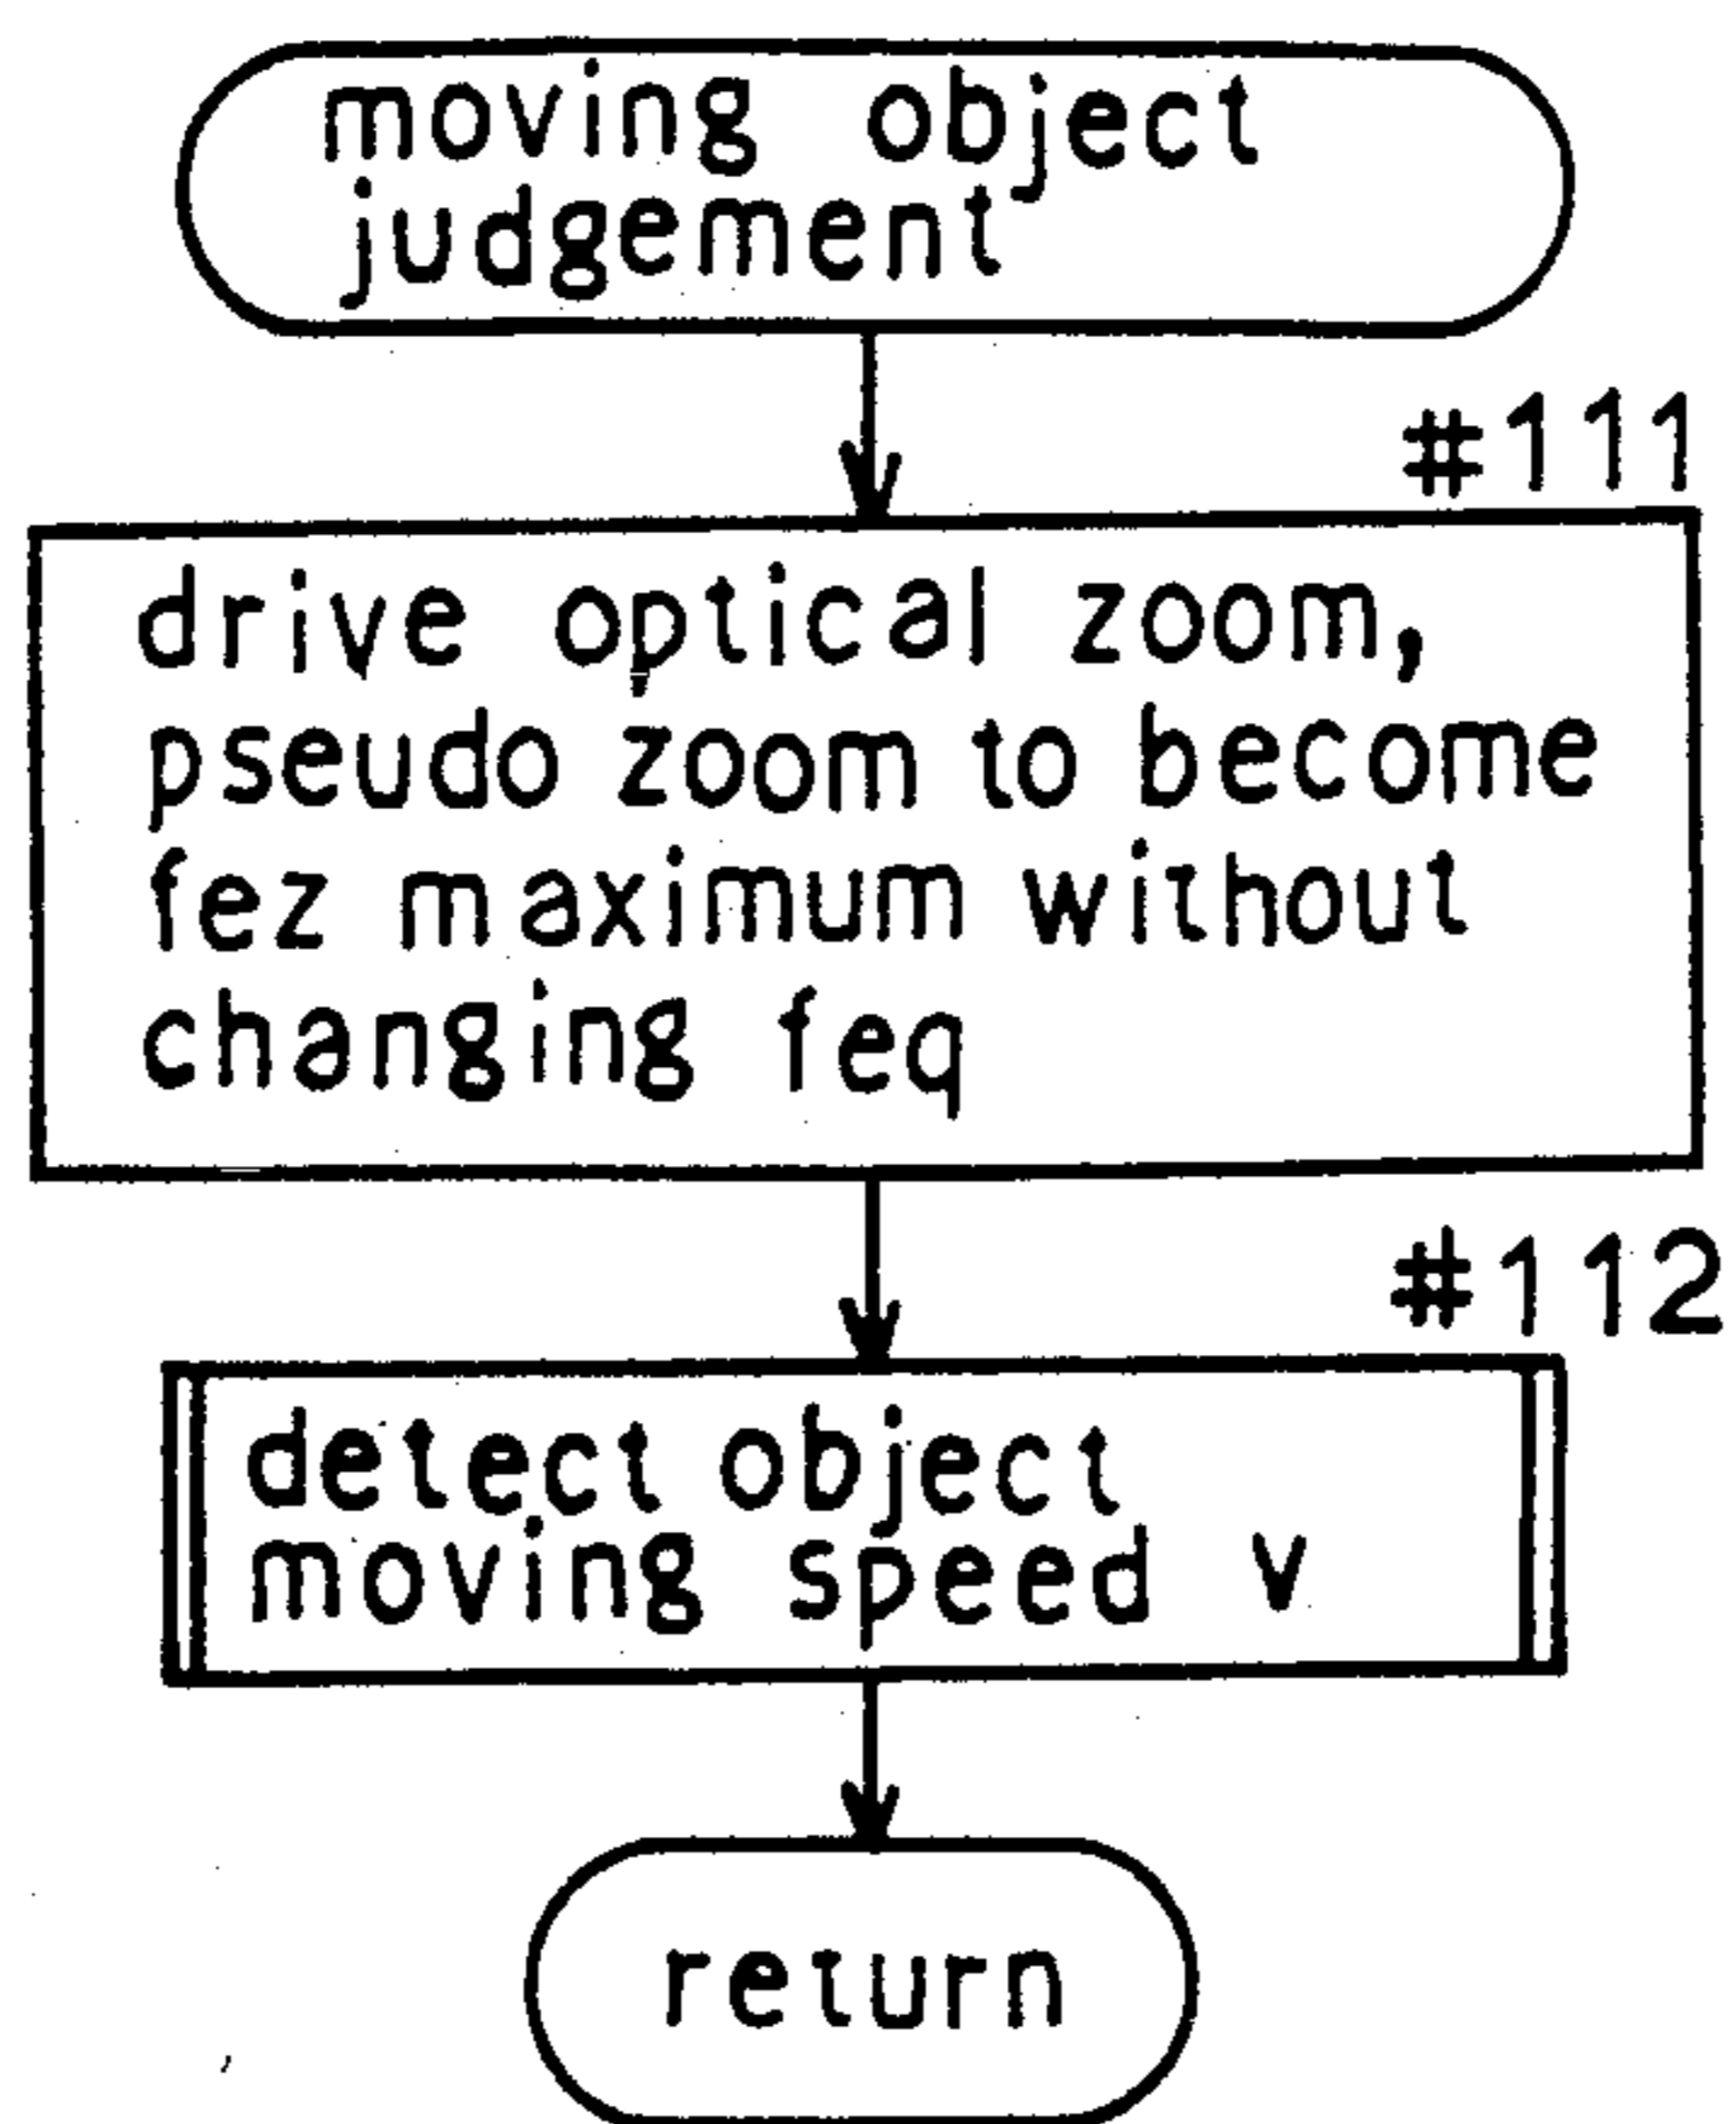 moving object
judgement
#111
drive optical zoom,
pseudo zoom to become
fez maximum without
changing feq
#112
detect object
moving speed v
return